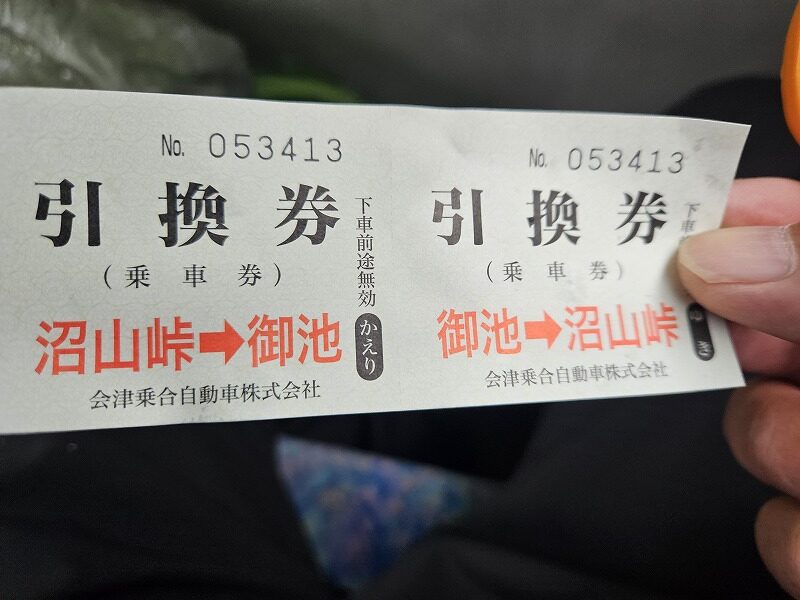 No. 053413
引換券
(乗車券)
下車前途無効
かえり
沼山峠➡御池
会津乗合自動車株式会社
No. 053413
引換券
(乗車券)
下車
御池➡沼山峠
会津乗合自動車株式会社